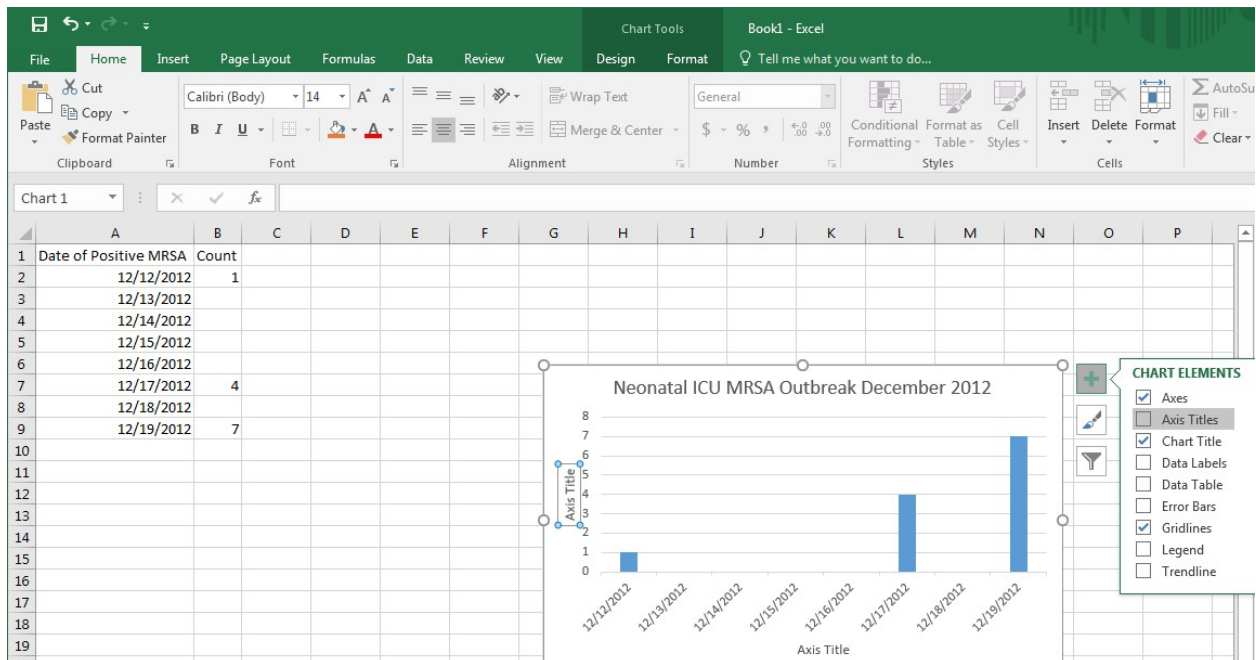 Chart Tools
Book1 - Excel
File Home Insert Page Layout Formulas Data Review View Design Format Tell me what you want to do...
Cut
Copy
Format Painter
Paste
Calibri (Body) 14 A A
B I U A
Wrap Text
Merge & Center
General
$ % , .0 .00 .00 .0
Conditional Formatting
Format as Table
Cell Styles
Insert Delete Format
AutoSu
Fill
Clear
Clipboard Font Alignment Number Styles Cells
Chart 1 fx
A B C D E F G H I J K L M N O P
1 Date of Positive MRSA Count
2 12/12/2012 1
3 12/13/2012
4 12/14/2012
5 12/15/2012
6 12/16/2012
7 12/17/2012 4
8 12/18/2012
9 12/19/2012 7
10
11
12
13
14
15
16
17
18
19
Neonatal ICU MRSA Outbreak December 2012
Axis Title
8
7
6
5
4
3
2
1
0
12/12/2012 12/13/2012 12/14/2012 12/15/2012 12/16/2012 12/17/2012 12/18/2012 12/19/2012
Axis Title
CHART ELEMENTS
Axes
Axis Titles
Chart Title
Data Labels
Data Table
Error Bars
Gridlines
Legend
Trendline